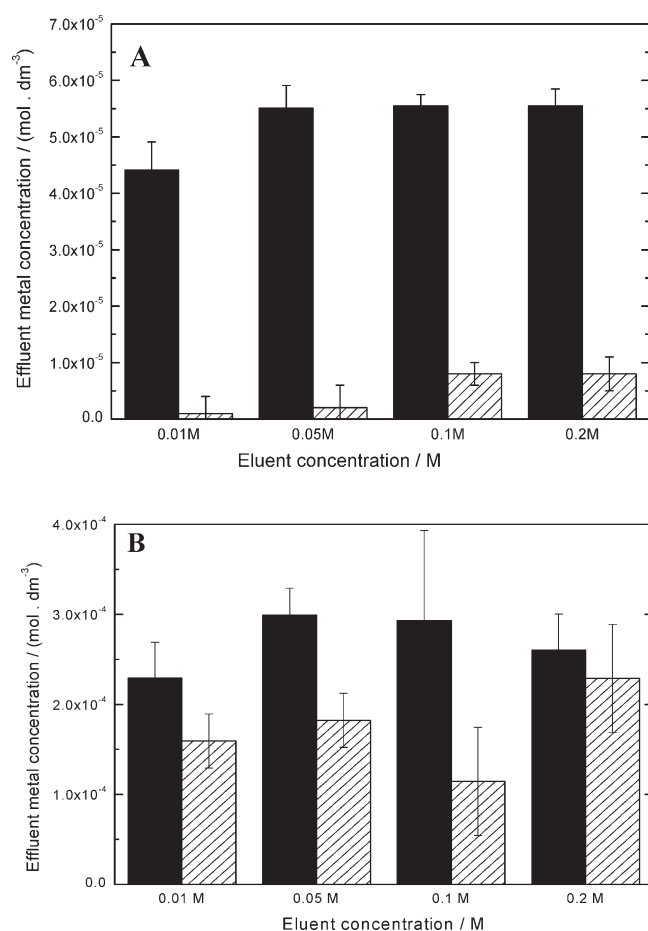 A
Effluent metal concentration / (mol . dm⁻³)
7.0x10⁻⁵
6.0x10⁻⁵
5.0x10⁻⁵
4.0x10⁻⁵
3.0x10⁻⁵
2.0x10⁻⁵
1.0x10⁻⁵
0.0
0.01M 0.05M 0.1M 0.2M
Eluent concentration / M
B
Effluent metal concentration / (mol . dm⁻³)
4.0x10⁻⁴
3.0x10⁻⁴
2.0x10⁻⁴
1.0x10⁻⁴
0.0
0.01 M 0.05 M 0.1 M 0.2 M
Eluent concentration / M